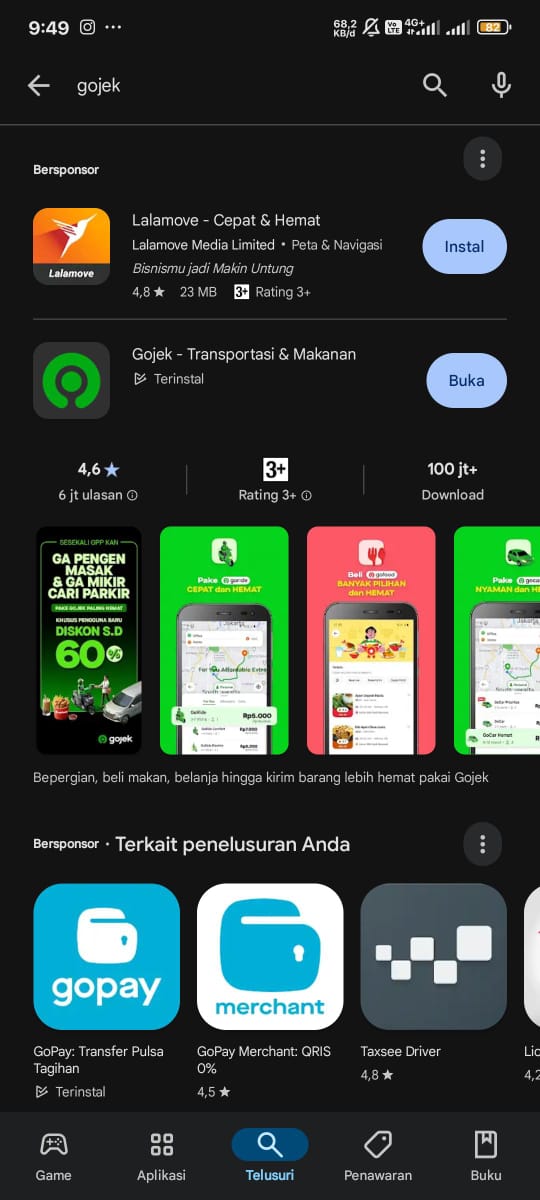 9:49
68,2
KB/d
Vo
LTE
4G+
82
gojek
Bersponsor
Lalamove - Cepat & Hemat
Lalamove Media Limited • Peta & Navigasi
Bisnismu jadi Makin Untung
4,8 ★ 23 MB 3+ Rating 3+
Lalamove
Instal
Gojek - Transportasi & Makanan
Terinstal
Buka
4,6 ★
6 jt ulasan
3+
Rating 3+
100 jt+
Download
SESEKALI GPP KAN
GA PENGEN
MASAK
& GA MIKIR
CARI PARKIR
PAKE GOJEK PALING HEMAT
KHUSUS PENGGUNA BARU
DISKON S.D
60%
gojek
Pake goride
CEPAT dan HEMAT
Rp5.000
Beli gofood
BANYAK PILIHAN
dan HEMAT
Pake goca
NYAMAN dan H
GoCar Hemat
Bepergian, beli makan, belanja hingga kirim barang lebih hemat pakai Gojek
Bersponsor • Terkait penelusuran Anda
gopay
merchant
GoPay: Transfer Pulsa
Tagihan
Terinstal
GoPay Merchant: QRIS
0%
4,5 ★
Taxsee Driver
4,8 ★
Lic
4,2
Game
Aplikasi
Telusuri
Penawaran
Buku